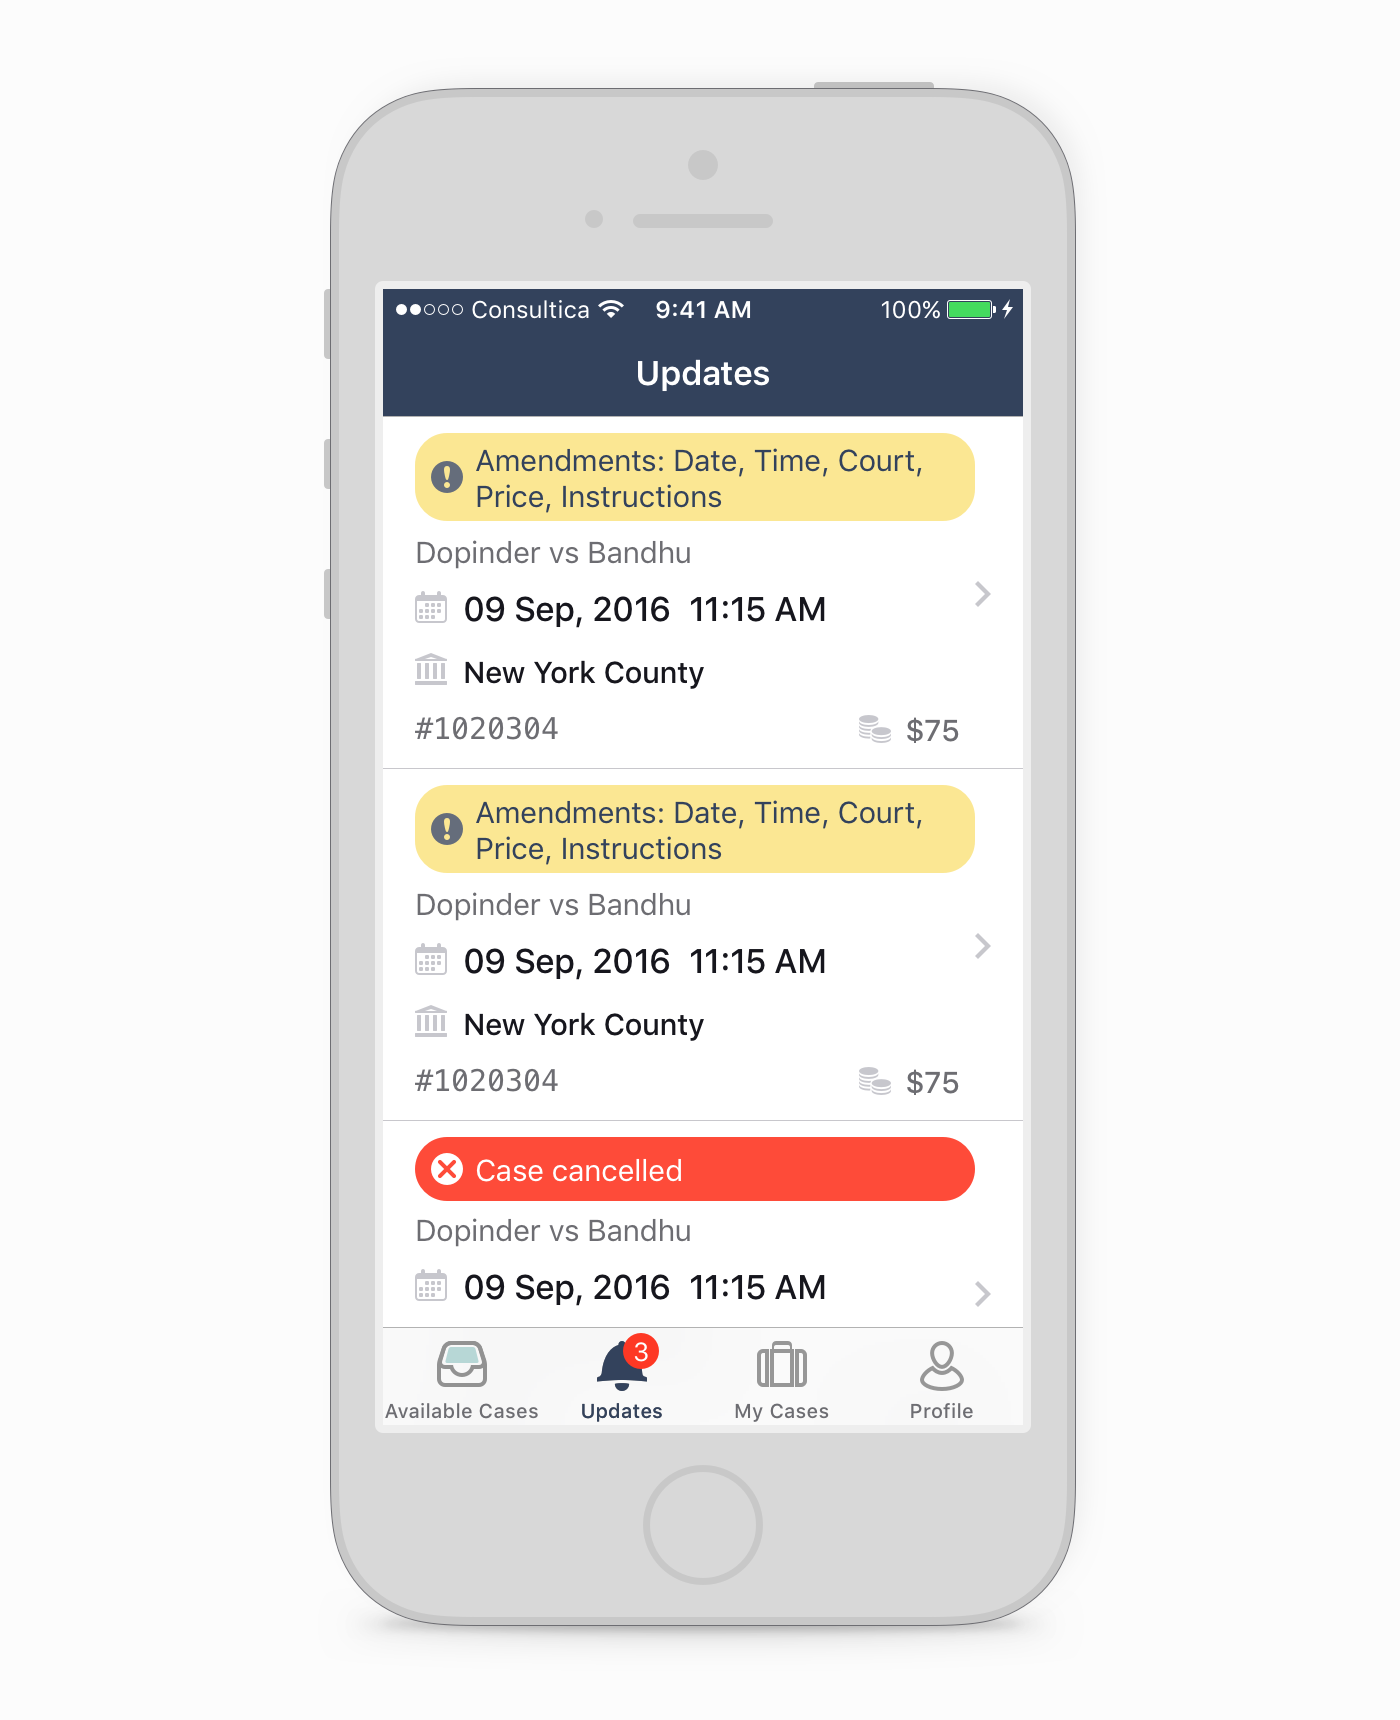 Consultica 9:41 AM 100%
Updates
Amendments: Date, Time, Court,
Price, Instructions
Dopinder vs Bandhu
09 Sep, 2016 11:15 AM
New York County
#1020304 $75
Amendments: Date, Time, Court,
Price, Instructions
Dopinder vs Bandhu
09 Sep, 2016 11:15 AM
New York County
#1020304 $75
Case cancelled
Dopinder vs Bandhu
09 Sep, 2016 11:15 AM
3
Available Cases Updates My Cases Profile